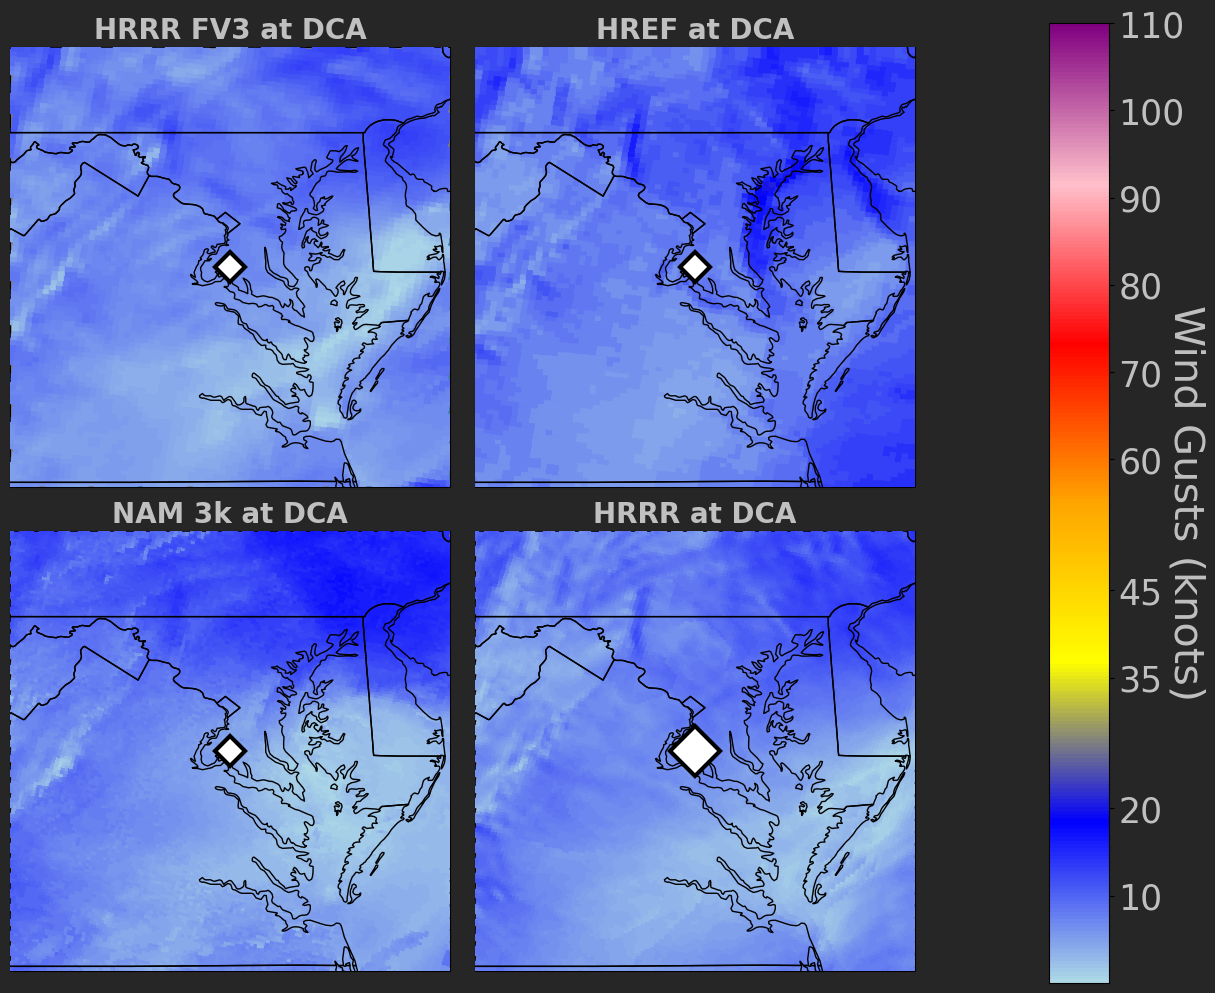 HRRR FV3 at DCA
HREF at DCA
NAM 3k at DCA
HRRR at DCA
110
100
90
80
70
60
45
35
20
10
Wind Gusts (knots)